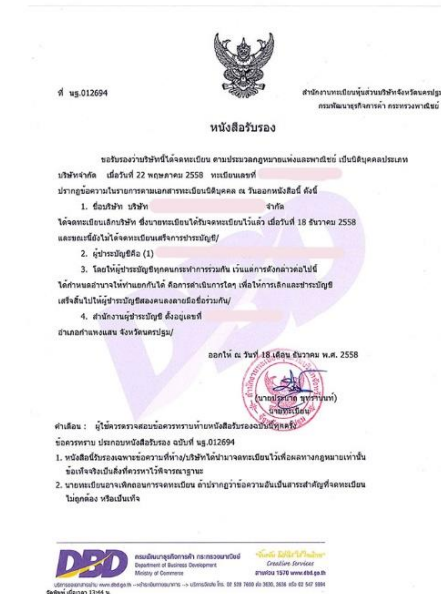 ที่ นฐ.012694
สำนักงานทะเบียนหุ้นส่วนบริษัทจังหวัดนครปฐม
กรมพัฒนาธุรกิจการค้า กระทรวงพาณิชย์
หนังสือรับรอง
ขอรับรองว่าบริษัทนี้ได้จดทะเบียน ตามประมวลกฎหมายแพ่งและพาณิชย์ เป็นนิติบุคคลประเภท
บริษัทจำกัด เมื่อวันที่ 22 พฤษภาคม 2558 ทะเบียนเลขที่
ปรากฏข้อความในรายการตามเอกสารทะเบียนนิติบุคคล ณ วันออกหนังสือนี้ ดังนี้
1. ชื่อบริษัท บริษัท จำกัด
ได้จดทะเบียนเลิกบริษัท ซึ่งนายทะเบียนได้รับจดทะเบียนไว้แล้ว เมื่อวันที่ 18 ธันวาคม 2558
และขณะนี้ยังไม่ได้จดทะเบียนเสร็จการชำระบัญชี/
2. ผู้ชำระบัญชีคือ (1)
3. โดยให้ผู้ชำระบัญชีทุกคนกระทำการร่วมกัน เว้นแต่การดังกล่าวต่อไปนี้
ได้กำหนดอำนาจให้ทำแยกกันได้ คือการดำเนินการใดๆ เพื่อให้การเลิกและชำระบัญชี
เสร็จสิ้นไปให้ผู้ชำระบัญชีสองคนลงลายมือชื่อร่วมกัน/
4. สำนักงานผู้ชำระบัญชี ตั้งอยู่เลขที่
อำเภอกำแพงแสน จังหวัดนครปฐม/
ออกให้ ณ วันที่ 18 เดือน ธันวาคม พ.ศ. 2558
นายทะเบียน
คำเตือน : ผู้ใช้ควรตรวจสอบข้อควรทราบท้ายหนังสือรับรองฉบับนี้ทุกครั้ง
ข้อควรทราบ ประกอบหนังสือรับรอง ฉบับที่ นฐ.012694
1. หนังสือนี้รับรองเฉพาะข้อความที่ห้าง/บริษัทได้นำมาจดทะเบียนไว้เพื่อผลทางกฎหมายเท่านั้น
ข้อเท็จจริงเป็นสิ่งที่ควรหาไว้พิจารณาฐานะ
2. นายทะเบียนอาจเพิกถอนการจดทะเบียน ถ้าปรากฏว่าข้อความอันเป็นสาระสำคัญที่จดทะเบียน
ไม่ถูกต้อง หรือเป็นเท็จ
DBD
กรมพัฒนาธุรกิจการค้า กระทรวงพาณิชย์
Department of Business Development
Ministry of Commerce
Creative Services
สายด่วน 1570 www.dbd.go.th